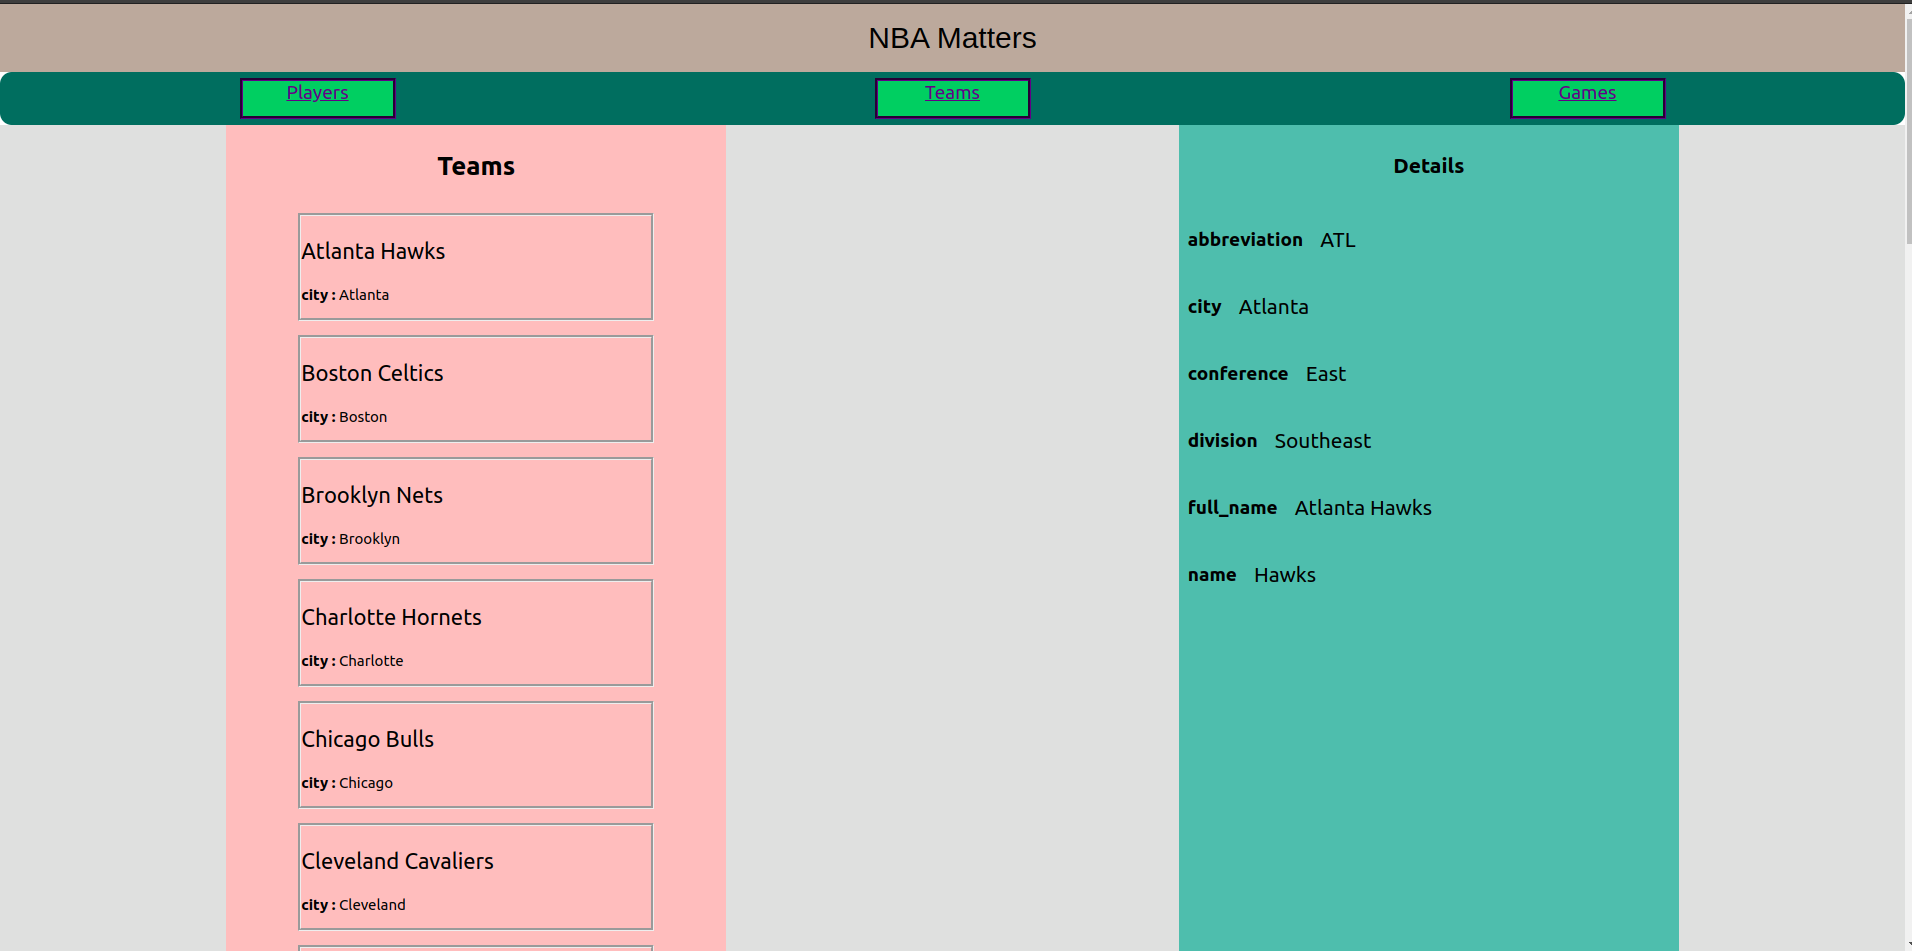 NBA Matters
Players
Teams
Games
Teams
Atlanta Hawks
city : Atlanta
Boston Celtics
city : Boston
Brooklyn Nets
city : Brooklyn
Charlotte Hornets
city : Charlotte
Chicago Bulls
city : Chicago
Cleveland Cavaliers
city : Cleveland
Details
abbreviation ATL
city Atlanta
conference East
division Southeast
full_name Atlanta Hawks
name Hawks